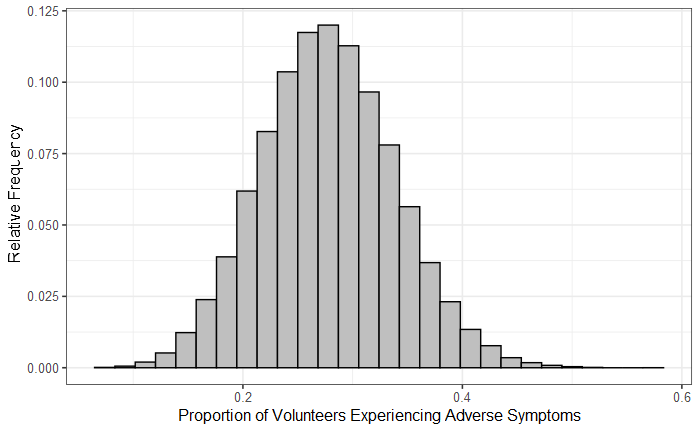 0.125
0.100
0.075
0.050
0.025
0.000
Relative Frequency
0.2 0.4 0.6
Proportion of Volunteers Experiencing Adverse Symptoms